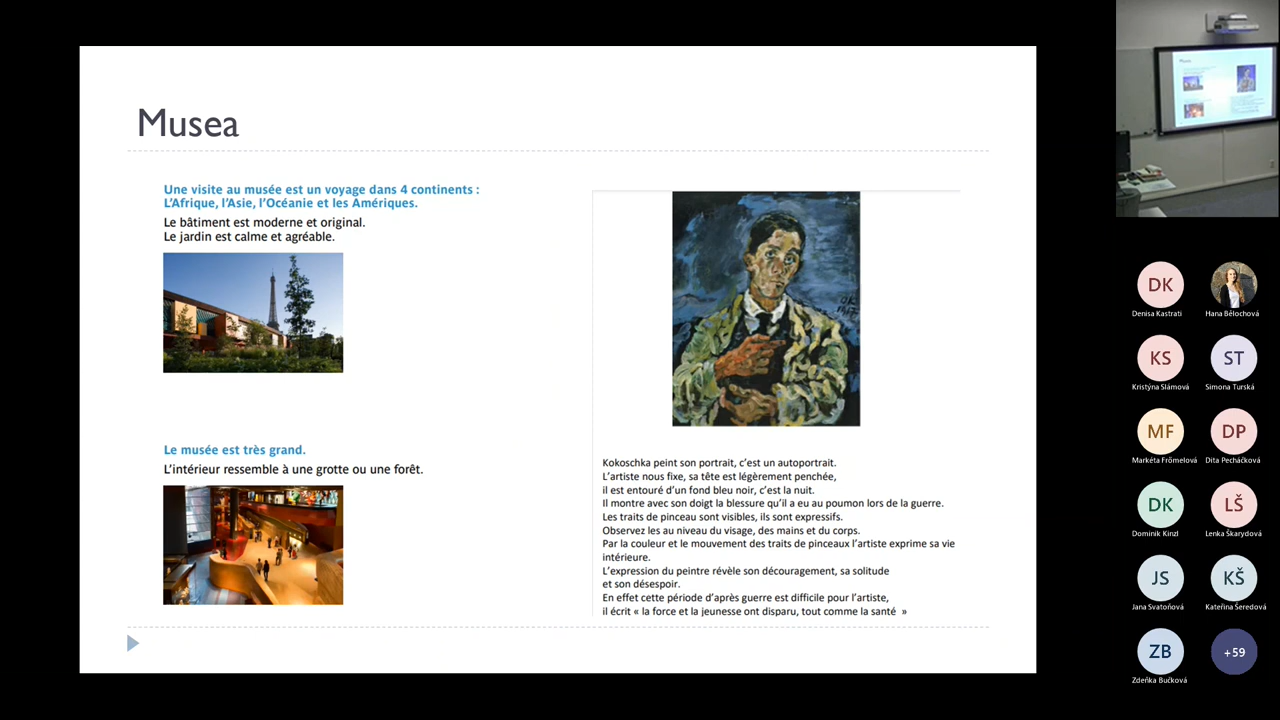 Musea
Une visite au musée est un voyage dans 4 continents :
L'Afrique, l'Asie, l'Océanie et les Amériques.
Le bâtiment est moderne et original.
Le jardin est calme et agréable.
Le musée est très grand.
L'intérieur ressemble à une grotte ou une forêt.
OK
Kokoschka peint son portrait, c'est un autoportrait.
L'artiste nous fixe, sa tête est légèrement penchée,
il est entouré d'un fond bleu noir, c'est la nuit.
Il montre avec son doigt la blessure qu'il a eu au poumon lors de la guerre.
Les traits de pinceau sont visibles, ils sont expressifs.
Observez les au niveau du visage, des mains et du corps.
Par la couleur et le mouvement des traits de pinceaux l'artiste exprime sa vie
intérieure.
L'expression du peintre révèle son découragement, sa solitude
et son désespoir.
En effet cette période d'après guerre est difficile pour l'artiste,
il écrit « la force et la jeunesse ont disparu, tout comme la santé »
Musea
DK
Denisa Kastrati
Hana Bělochová
KS
Kristýna Slámová
ST
Simona Turská
MF
Markéta Frömelová
DP
Dita Pecháčková
DK
Dominik Kinzl
LŠ
Lenka Škarydová
JS
Jana Svatoňová
KŠ
Kateřina Šeredová
ZB
Zdeňka Bučková
+59